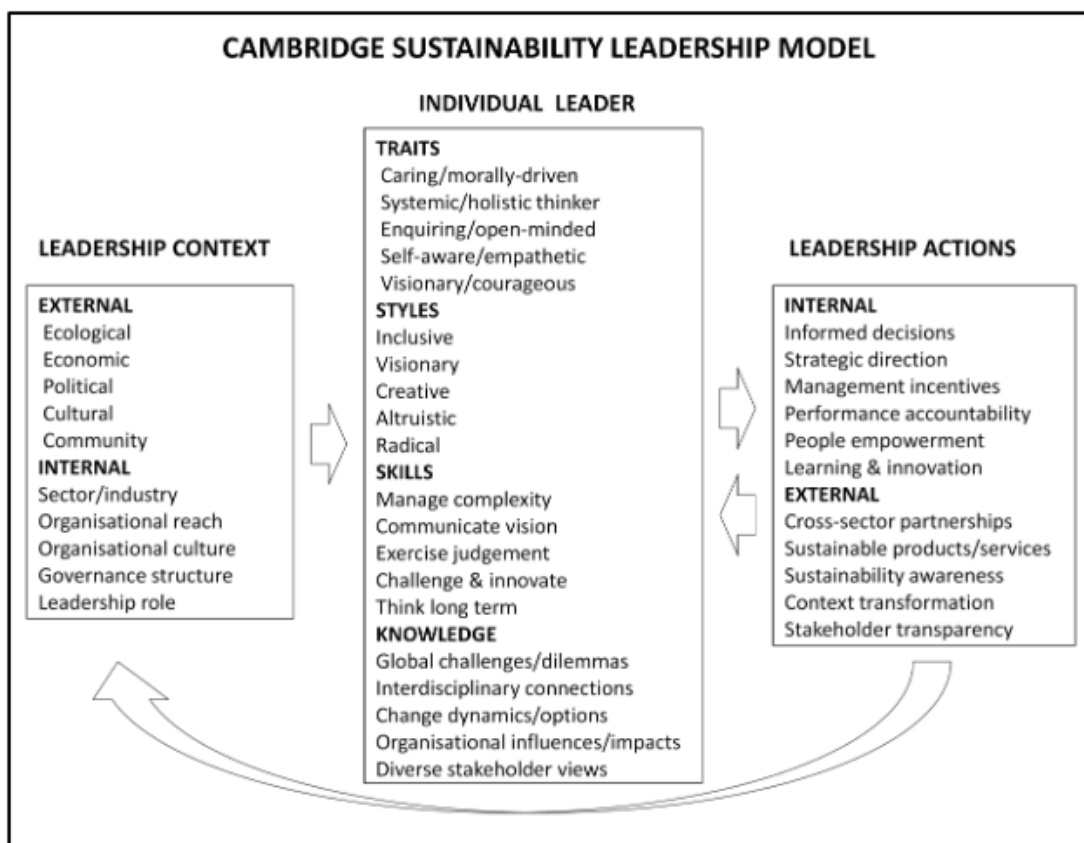 CAMBRIDGE SUSTAINABILITY LEADERSHIP MODEL
INDIVIDUAL LEADER
TRAITS
Caring/morally-driven
Systemic/holistic thinker
Enquiring/open-minded
Self-aware/empathetic
Visionary/courageous
STYLES
Inclusive
Visionary
Creative
Altruistic
Radical
SKILLS
Manage complexity
Communicate vision
Exercise judgement
Challenge & innovate
Think long term
KNOWLEDGE
Global challenges/dilemmas
Interdisciplinary connections
Change dynamics/options
Organisational influences/impacts
Diverse stakeholder views
LEADERSHIP CONTEXT
EXTERNAL
Ecological
Economic
Political
Cultural
Community
INTERNAL
Sector/industry
Organisational reach
Organisational culture
Governance structure
Leadership role
LEADERSHIP ACTIONS
INTERNAL
Informed decisions
Strategic direction
Management incentives
Performance accountability
People empowerment
Learning & innovation
EXTERNAL
Cross-sector partnerships
Sustainable products/services
Sustainability awareness
Context transformation
Stakeholder transparency